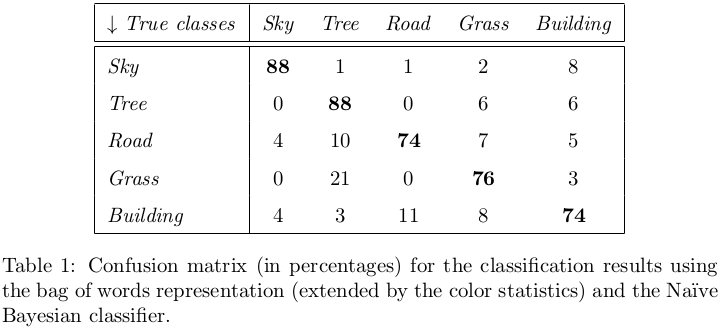 ↓ True classes Sky Tree Road Grass Building
Sky 88 1 1 2 8
Tree 0 88 0 6 6
Road 4 10 74 7 5
Grass 0 21 0 76 3
Building 4 3 11 8 74
Table 1: Confusion matrix (in percentages) for the classification results using
the bag of words representation (extended by the color statistics) and the Naïve
Bayesian classifier.